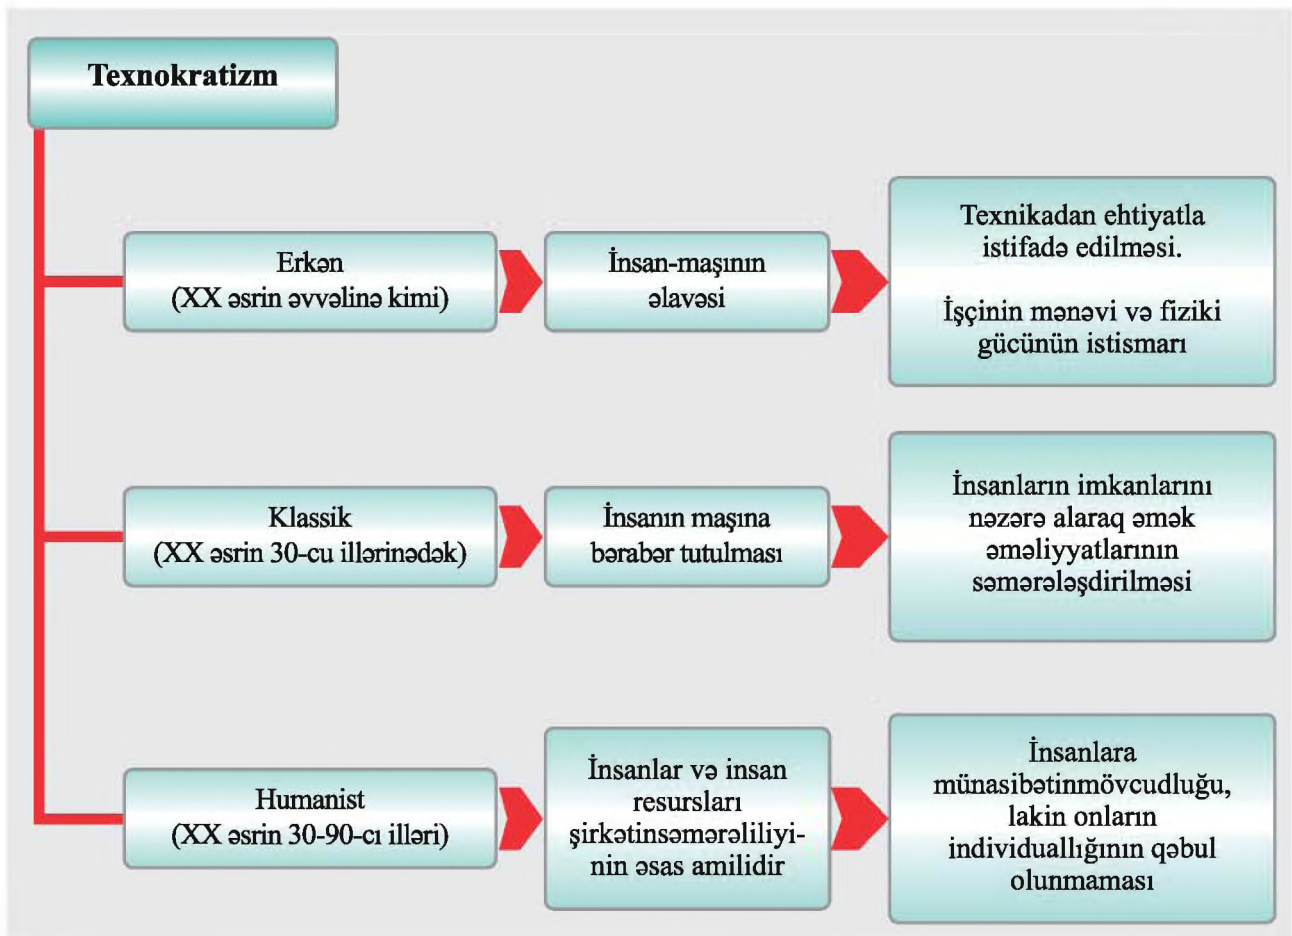 Texnokratizm
Erkən
(XX əsrin əvvəlinə kimi)
İnsan-maşının
əlavəsi
Texnikadan ehtiyatla
istifadə edilməsi.
İşçinin mənəvi və fiziki
gücünün istismarı
Klassik
(XX əsrin 30-cu illərinədək)
İnsanın maşına
bərabər tutulması
İnsanların imkanlarını
nəzərə alaraq əmək
əməliyyatlarının
səmərələşdirilməsi
Humanist
(XX əsrin 30-90-cı illəri)
İnsanlar və insan
resursları
şirkətinsəmərəliliyi-
nin əsas amilidir
İnsanlara
münasibətinmövcudluğu,
lakin onların
individuallığının qəbul
olunmaması